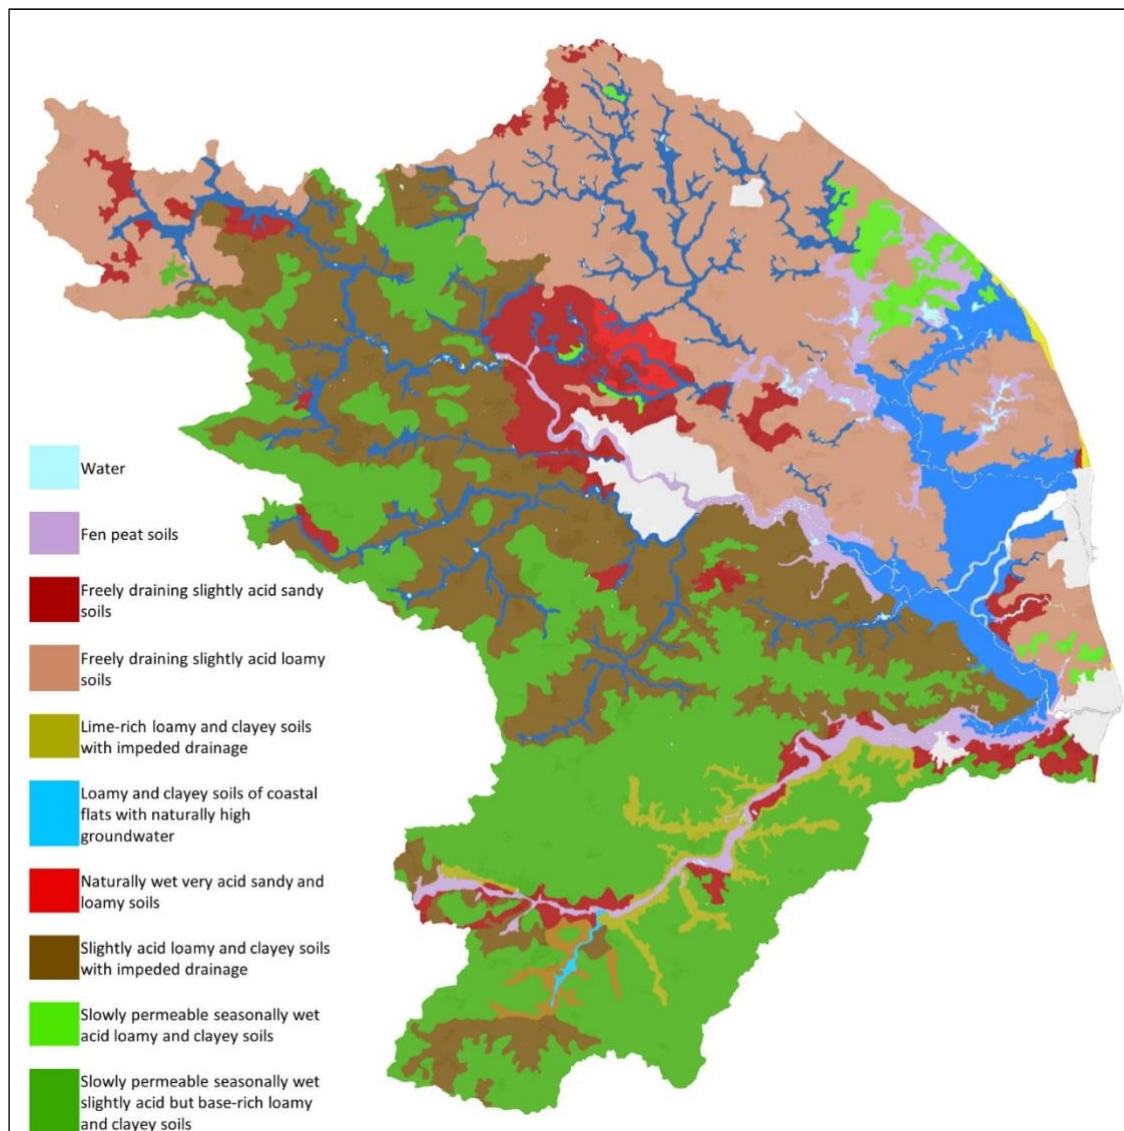 Water
Fen peat soils
Freely draining slightly acid sandy
soils
Freely draining slightly acid loamy
soils
Lime-rich loamy and clayey soils
with impeded drainage
Loamy and clayey soils of coastal
flats with naturally high
groundwater
Naturally wet very acid sandy and
loamy soils
Slightly acid loamy and clayey soils
with impeded drainage
Slowly permeable seasonally wet
acid loamy and clayey soils
Slowly permeable seasonally wet
slightly acid but base-rich loamy
and clayey soils